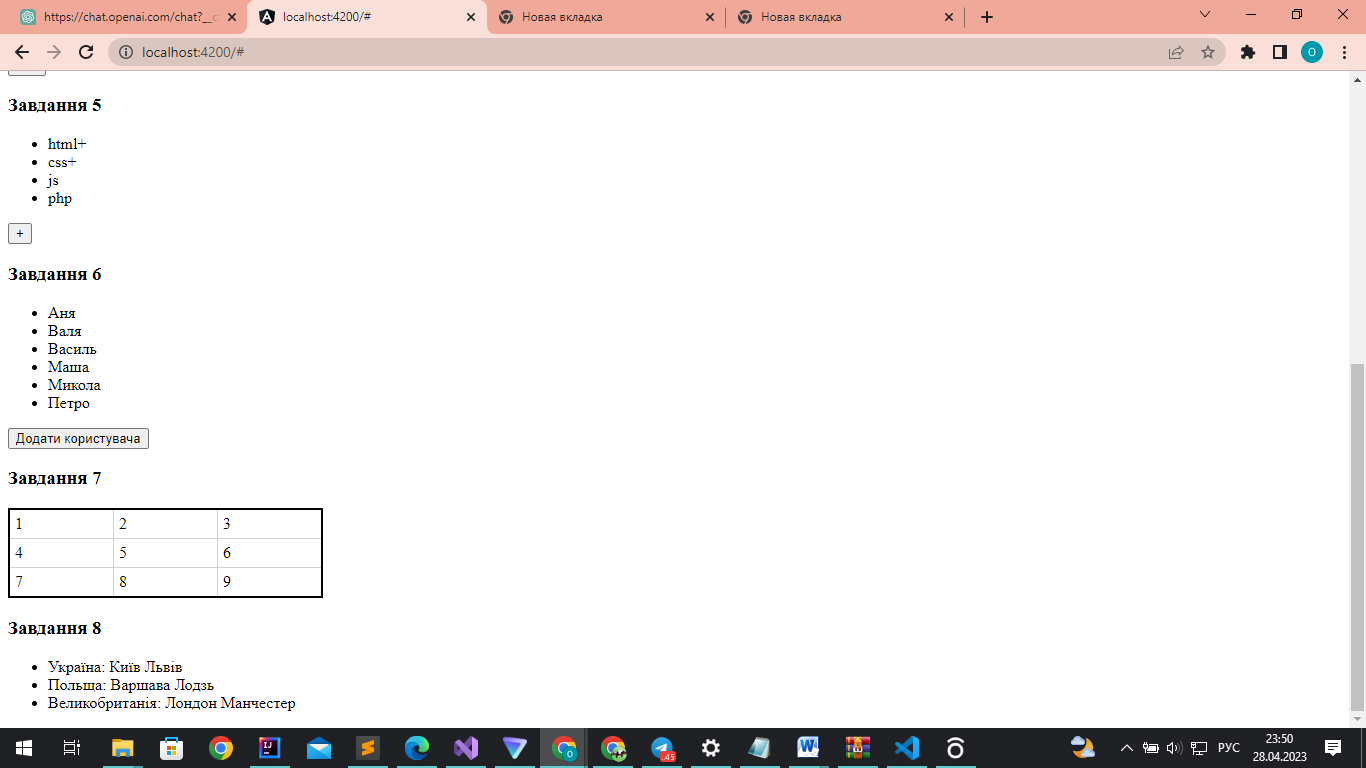 https://chat.openai.com/chat?__c
localhost:4200/#
Новая вкладка
Новая вкладка
localhost:4200/#
О
Завдання 5
html+
css+
js
php
+
Завдання 6
Аня
Валя
Василь
Маша
Микола
Петро
Додати користувача
Завдання 7
1 2 3
4 5 6
7 8 9
Завдання 8
Україна: Київ Львів
Польща: Варшава Лодзь
Великобританія: Лондон Манчестер
РУС
23:50
28.04.2023